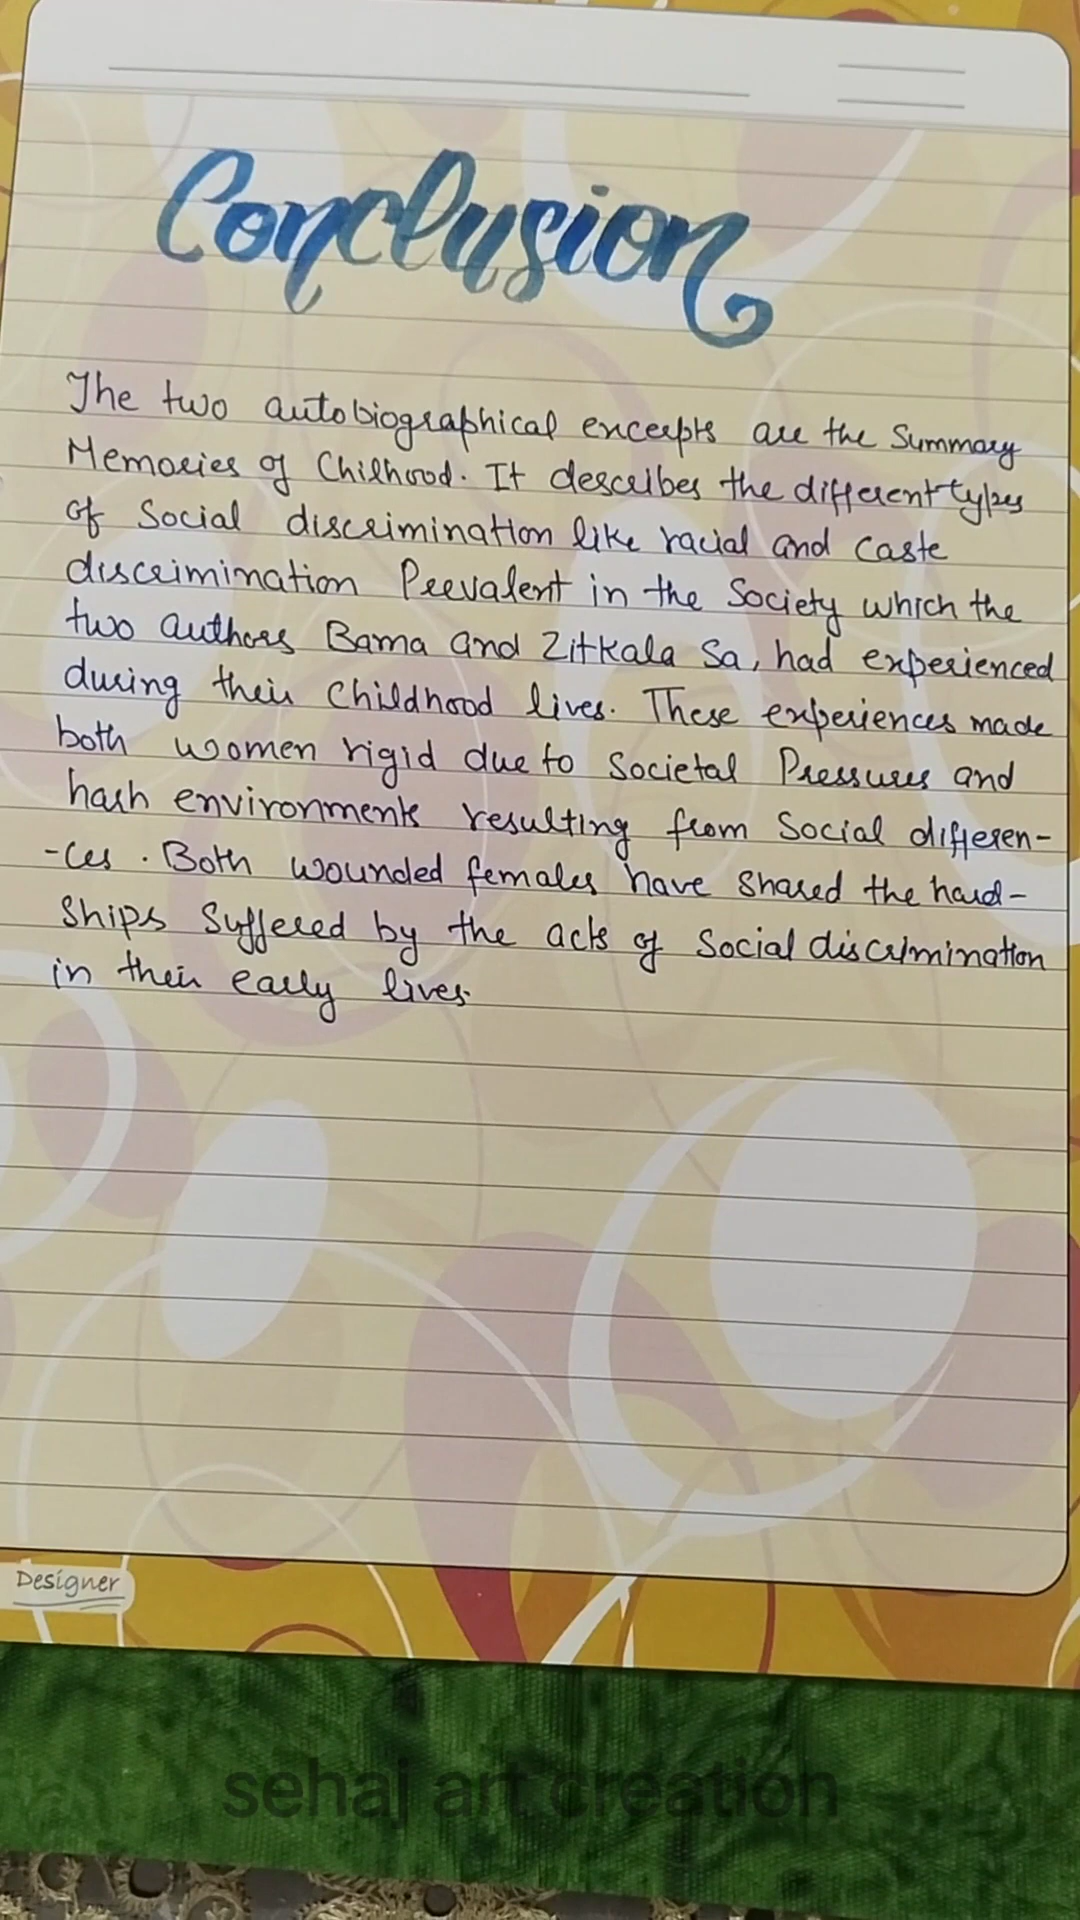 Conclusion
The two autobiographical excerpts are the Summary
Memories of Chilhood. It describes the different types
of Social discrimination like racial and caste
discrimination Prevalent in the Society which the
two authors Bama and Zitkala Sa, had experienced
during their Childhood lives. These experiences made
both women rigid due to Societal Pressures and
hash environments resulting from Social differen-
-ces. Both wounded females have shared the hard-
ships Suffered by the acts of Social discrimination
in their early lives.
Designer
sehaj art creation